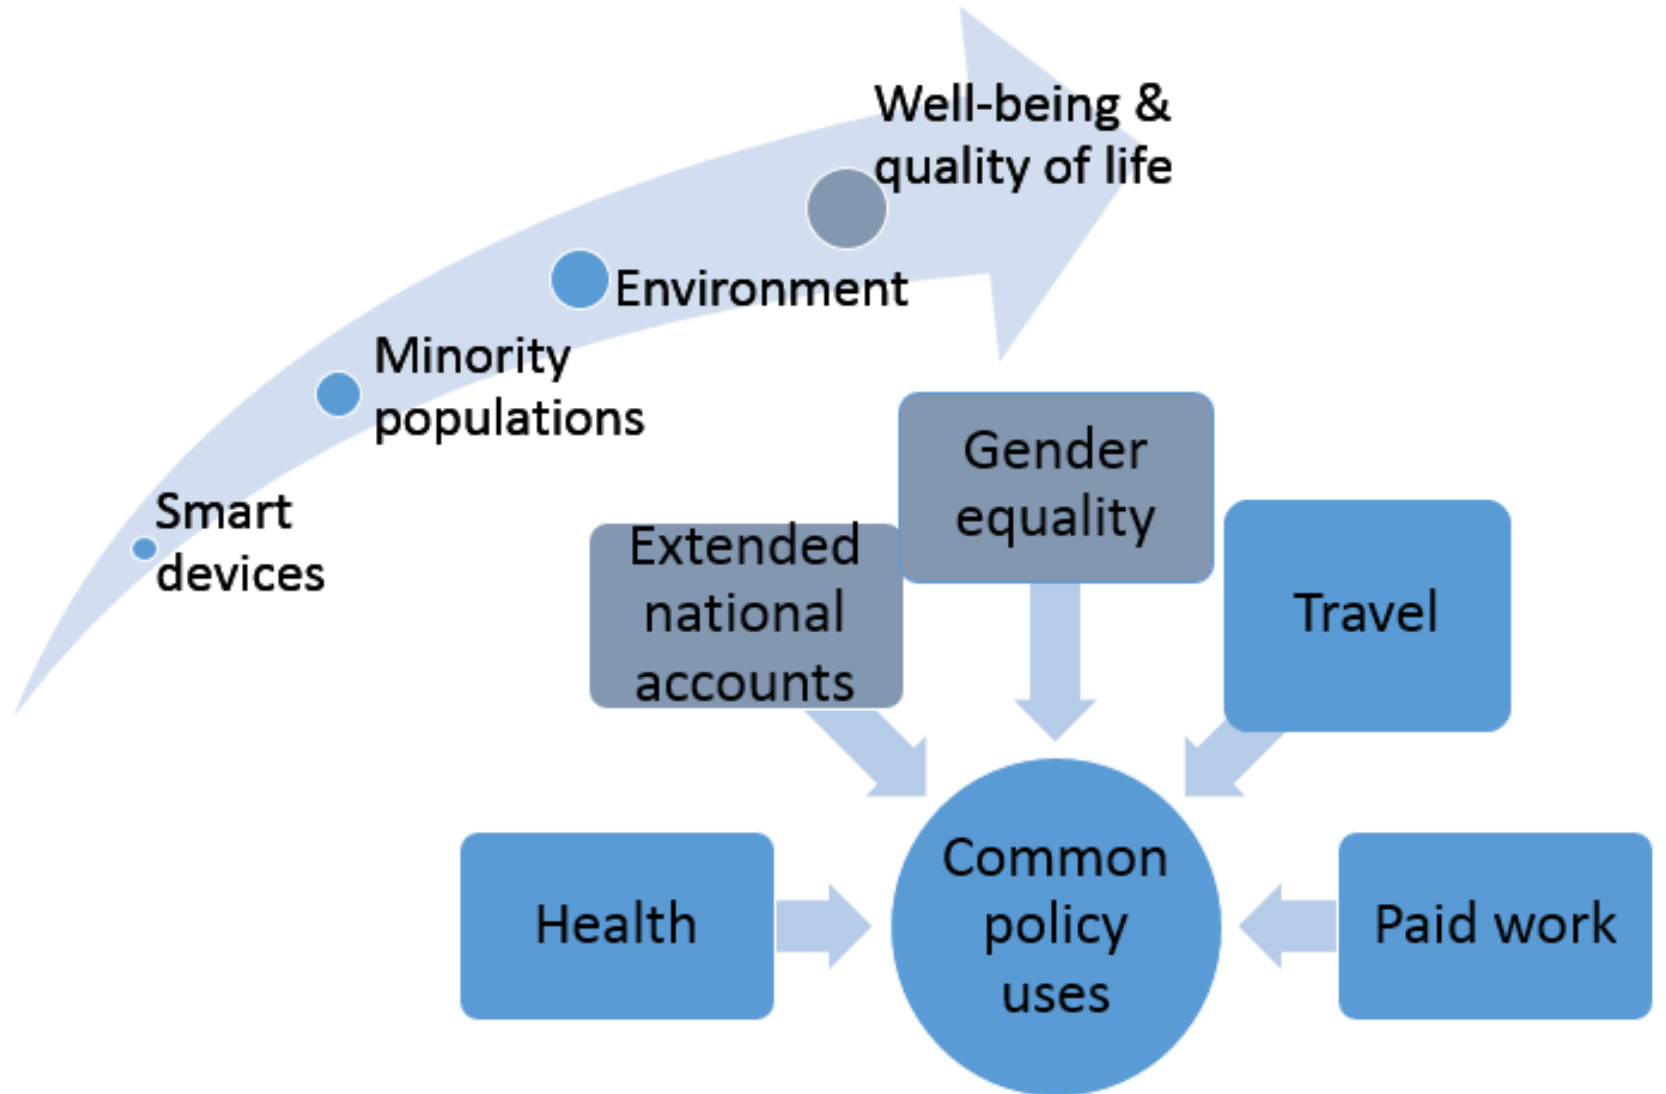 Well-being &
quality of life
Environment
Minority
populations
Smart
devices
Gender
equality
Extended
national
accounts
Travel
Health
Common
policy
uses
Paid work